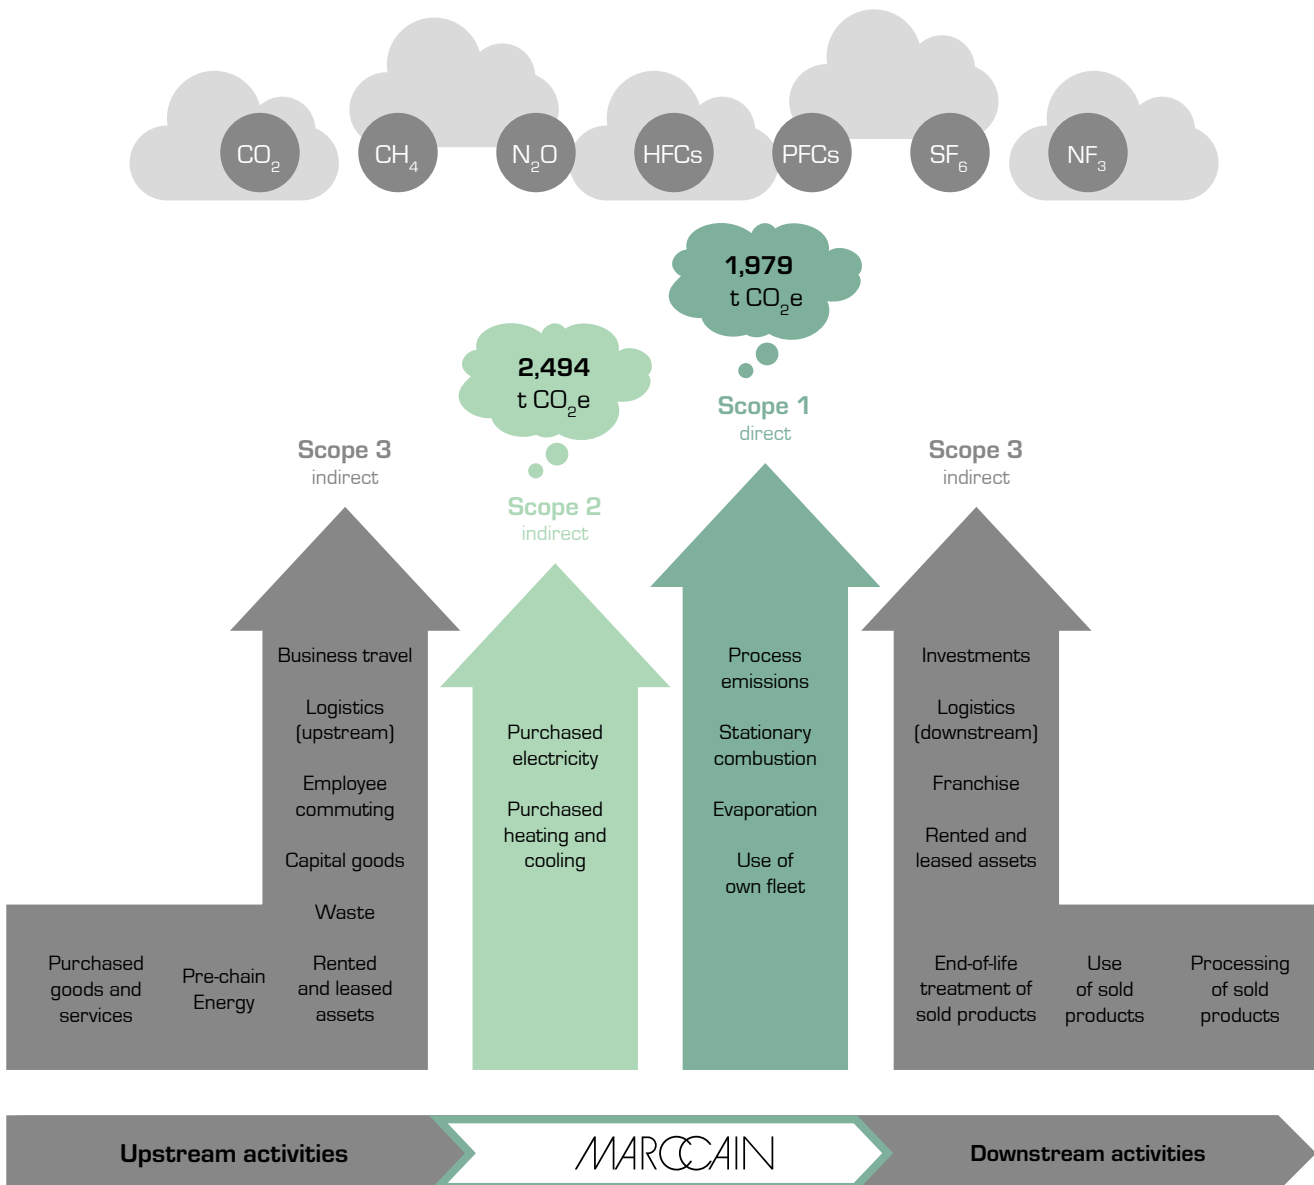 CO₂
CH₄
N₂O
HFCs
PFCs
SF₆
NF₃
1,979
t CO₂e
Scope 1
direct
2,494
t CO₂e
Scope 2
indirect
Scope 3
indirect
Scope 3
indirect
Business travel
Logistics
(upstream)
Employee
commuting
Capital goods
Waste
Rented
and leased
assets
Purchased
goods and
services
Pre-chain
Energy
Purchased
electricity
Purchased
heating and
cooling
Process
emissions
Stationary
combustion
Evaporation
Use of
own fleet
Investments
Logistics
(downstream)
Franchise
Rented and
leased assets
End-of-life
treatment of
sold products
Use
of sold
products
Processing
of sold
products
Upstream activities
MARCCAIN
Downstream activities